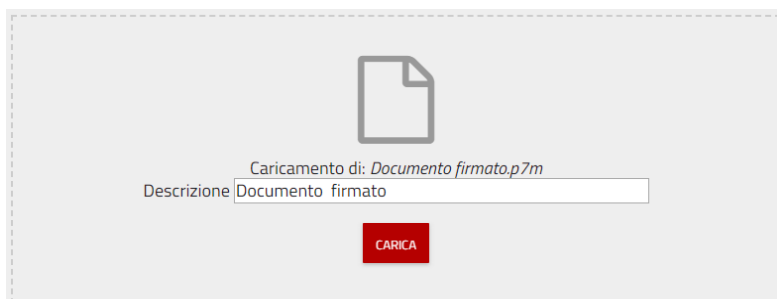 Caricamento di: Documento firmato.p7m
Descrizione Documento firmato
CARICA